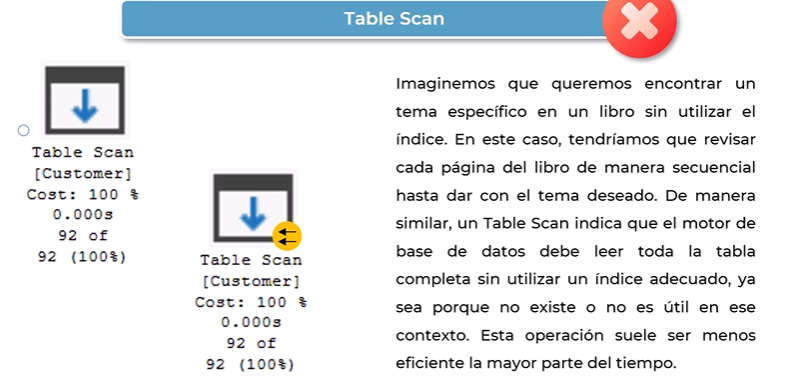 Table Scan
Table Scan
[Customer]
Cost: 100 %
0.000s
92 of
92 (100%)
Table Scan
[Customer]
Cost: 100 %
0.000s
92 of
92 (100%)
Imaginemos que queremos encontrar un
tema específico en un libro sin utilizar el
índice. En este caso, tendríamos que revisar
cada página del libro de manera secuencial
hasta dar con el tema deseado. De manera
similar, un Table Scan indica que el motor de
base de datos debe leer toda la tabla
completa sin utilizar un índice adecuado, ya
sea porque no existe o no es útil en ese
contexto. Esta operación suele ser menos
eficiente la mayor parte del tiempo.